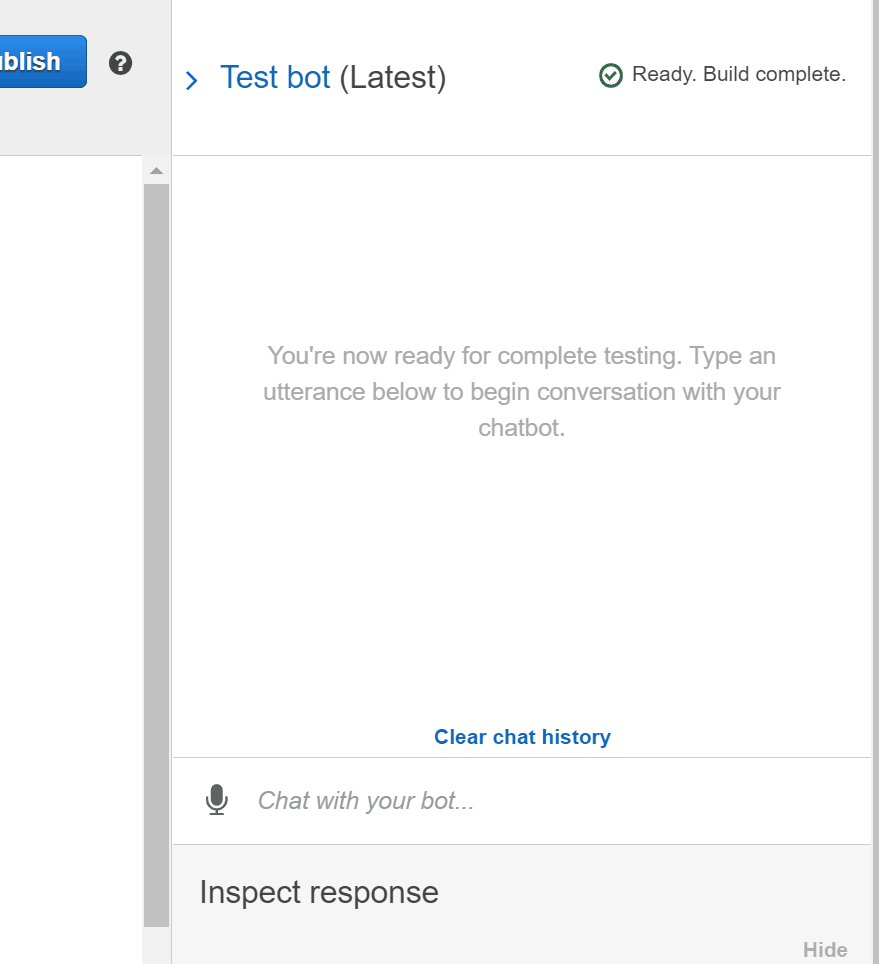 blish
?
Test bot (Latest)
Ready. Build complete.
You're now ready for complete testing. Type an
utterance below to begin conversation with your
chatbot.
Clear chat history
Chat with your bot...
Inspect response
Hide